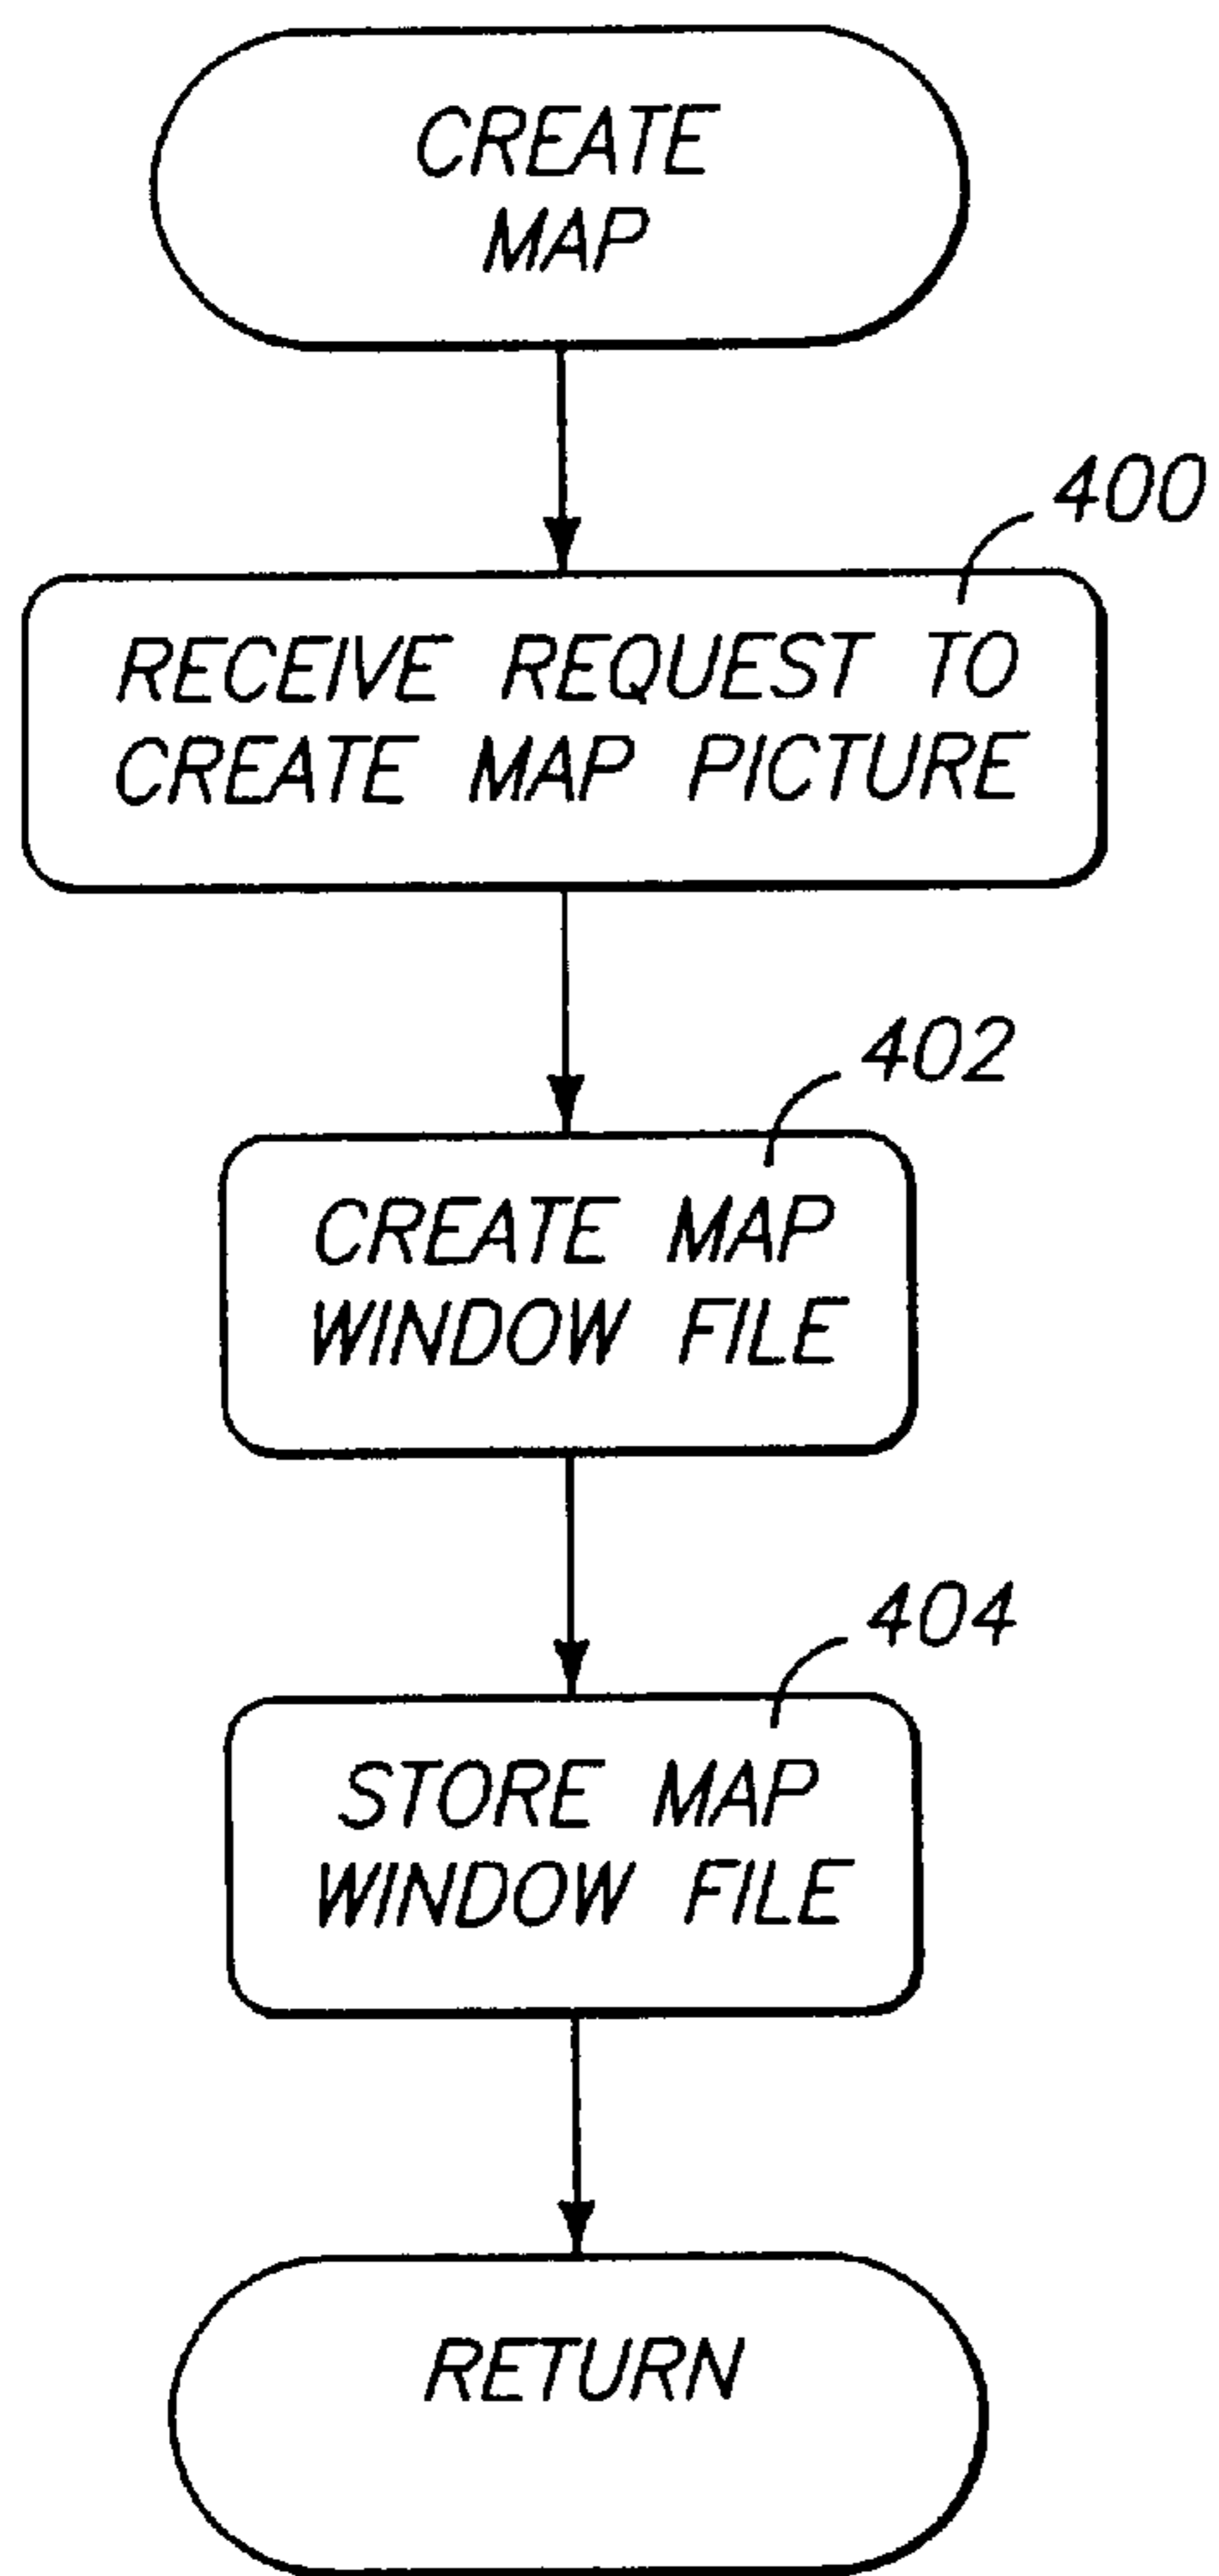 CREATE
MAP
400
RECEIVE REQUEST TO
CREATE MAP PICTURE
402
CREATE MAP
WINDOW FILE
404
STORE MAP
WINDOW FILE
RETURN